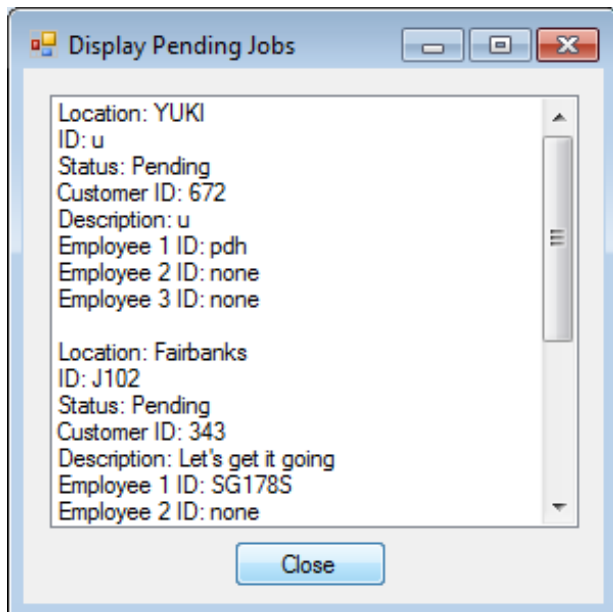 Display Pending Jobs
Location: YUKI
ID: u
Status: Pending
Customer ID: 672
Description: u
Employee 1 ID: pdh
Employee 2 ID: none
Employee 3 ID: none
Location: Fairbanks
ID: J102
Status: Pending
Customer ID: 343
Description: Let's get it going
Employee 1 ID: SG178S
Employee 2 ID: none
Close